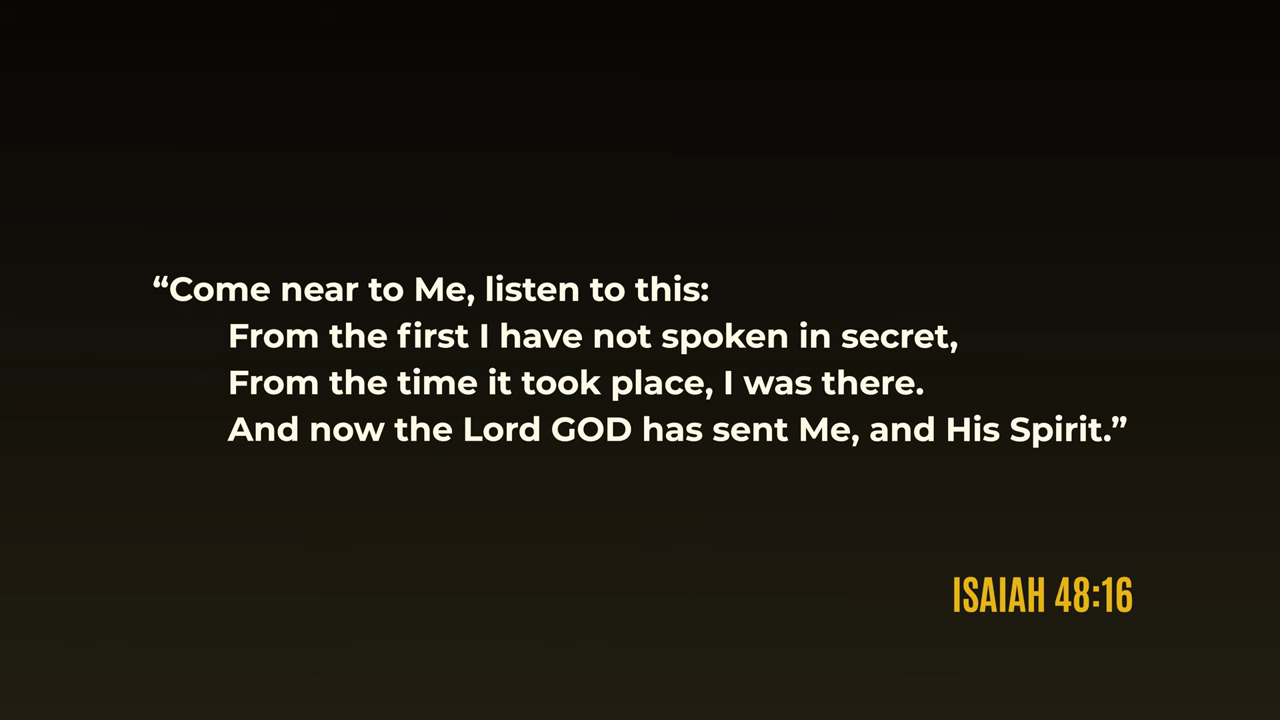 “Come near to Me, listen to this:
From the first I have not spoken in secret,
From the time it took place, I was there.
And now the Lord GOD has sent Me, and His Spirit.”
ISAIAH 48:16